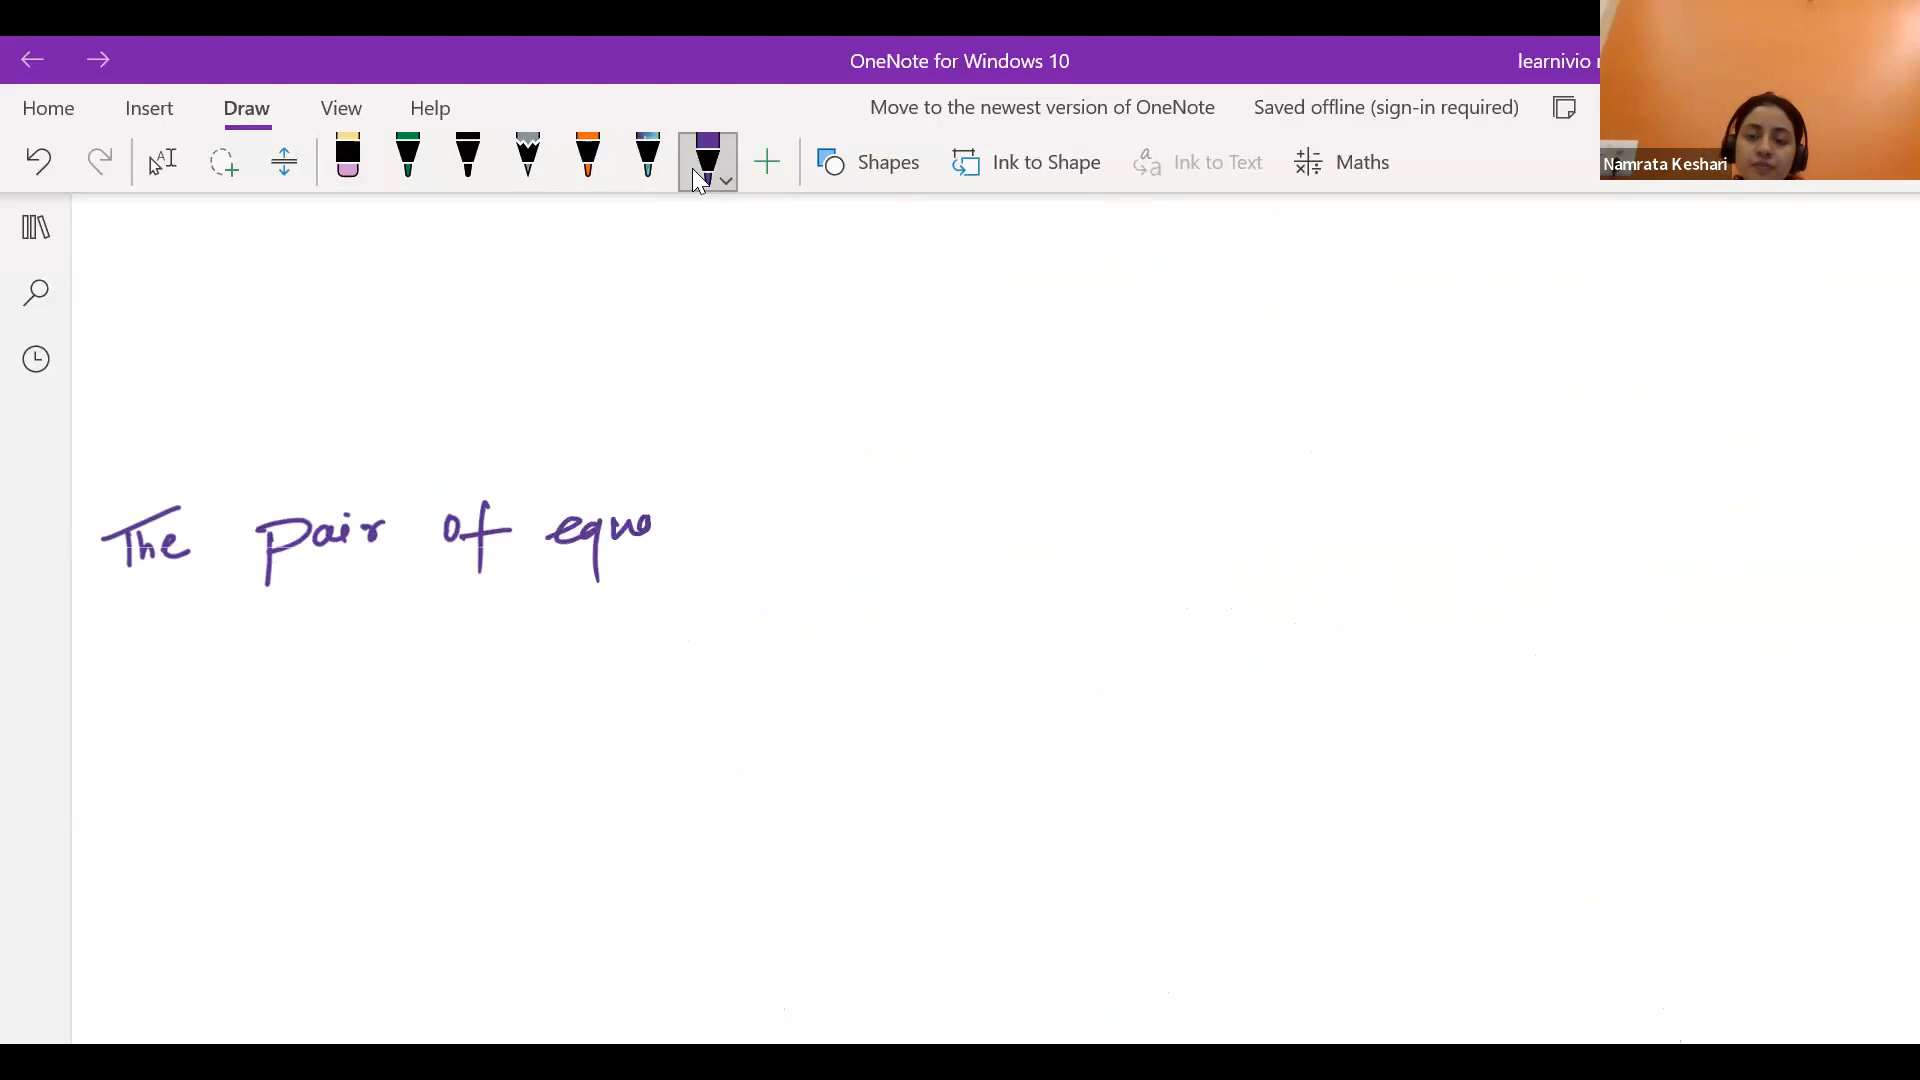 OneNote for Windows 10
learnivio
Home Insert Draw View Help Move to the newest version of OneNote Saved offline (sign-in required)
Shapes Ink to Shape Ink to Text Maths
Namrata Keshari
The pair of equa